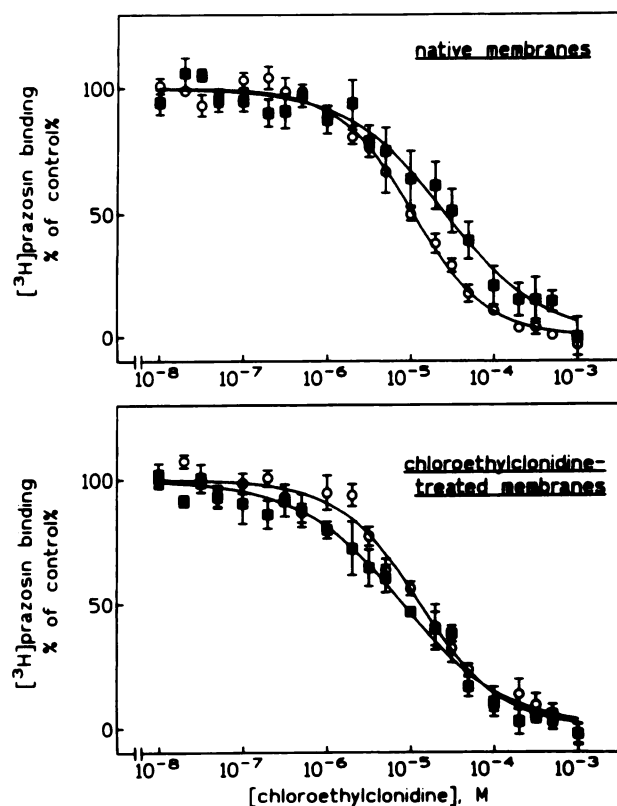 native membranes
[³H]prazosin binding
% of control%
100
50
0
10⁻⁸ 10⁻⁷ 10⁻⁶ 10⁻⁵ 10⁻⁴ 10⁻³
chloroethylclonidine-
treated membranes
[³H]prazosin binding
% of control%
100
50
0
10⁻⁸ 10⁻⁷ 10⁻⁶ 10⁻⁵ 10⁻⁴ 10⁻³
[chloroethylclonidine], M